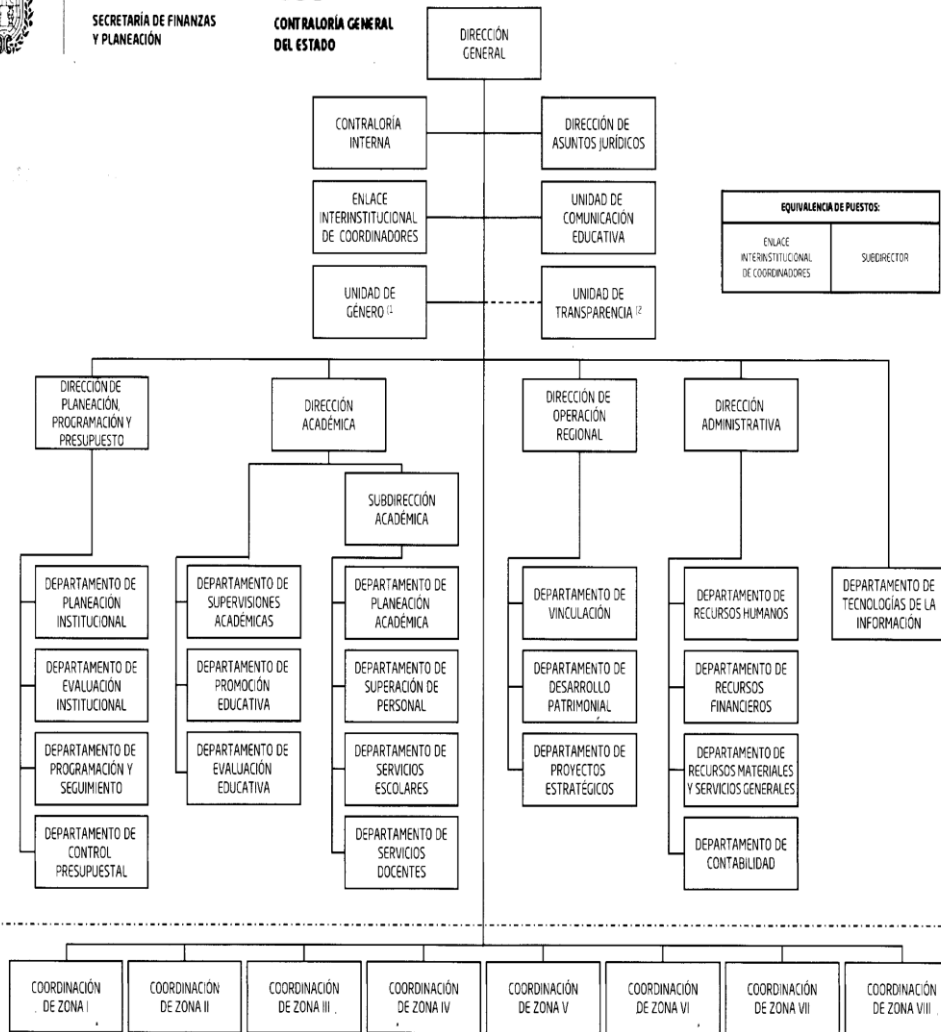 SECRETARÍA DE FINANZAS
Y PLANEACIÓN
CONTRALORÍA GENERAL
DEL ESTADO
DIRECCIÓN
GENERAL
CONTRALORÍA
INTERNA
DIRECCIÓN DE
ASUNTOS JURÍDICOS
ENLACE
INTERINSTITUCIONAL
DE COORDINADORES
UNIDAD DE
COMUNICACIÓN
EDUCATIVA
EQUIVALENCIA DE PUESTOS:
ENLACE
INTERINSTITUCIONAL
DE COORDINADORES
SUBDIRECTOR
UNIDAD DE
GÉNERO (1
UNIDAD DE
TRANSPARENCIA (2
DIRECCIÓN DE
PLANEACIÓN,
PROGRAMACIÓN Y
PRESUPUESTO
DIRECCIÓN
ACADÉMICA
DIRECCIÓN DE
OPERACIÓN
REGIONAL
DIRECCIÓN
ADMINISTRATIVA
SUBDIRECCIÓN
ACADÉMICA
DEPARTAMENTO DE
PLANEACIÓN
INSTITUCIONAL
DEPARTAMENTO DE
SUPERVISIONES
ACADÉMICAS
DEPARTAMENTO DE
PLANEACIÓN
ACADÉMICA
DEPARTAMENTO DE
VINCULACIÓN
DEPARTAMENTO DE
RECURSOS HUMANOS
DEPARTAMENTO DE
TECNOLOGÍAS DE LA
INFORMACIÓN
DEPARTAMENTO DE
EVALUACIÓN
INSTITUCIONAL
DEPARTAMENTO DE
PROMOCIÓN
EDUCATIVA
DEPARTAMENTO DE
SUPERACIÓN DE
PERSONAL
DEPARTAMENTO DE
DESARROLLO
PATRIMONIAL
DEPARTAMENTO DE
RECURSOS
FINANCIEROS
DEPARTAMENTO DE
PROGRAMACIÓN Y
SEGUIMIENTO
DEPARTAMENTO DE
EVALUACIÓN
EDUCATIVA
DEPARTAMENTO DE
SERVICIOS
ESCOLARES
DEPARTAMENTO DE
PROYECTOS
ESTRATÉGICOS
DEPARTAMENTO DE
RECURSOS MATERIALES
Y SERVICIOS GENERALES
DEPARTAMENTO DE
CONTROL
PRESUPUESTAL
DEPARTAMENTO DE
SERVICIOS
DOCENTES
DEPARTAMENTO DE
CONTABILIDAD
COORDINACIÓN
DE ZONA I
COORDINACIÓN
DE ZONA II
COORDINACIÓN
DE ZONA III
COORDINACIÓN
DE ZONA IV
COORDINACIÓN
DE ZONA V
COORDINACIÓN
DE ZONA VI
COORDINACIÓN
DE ZONA VII
COORDINACIÓN
DE ZONA VIII